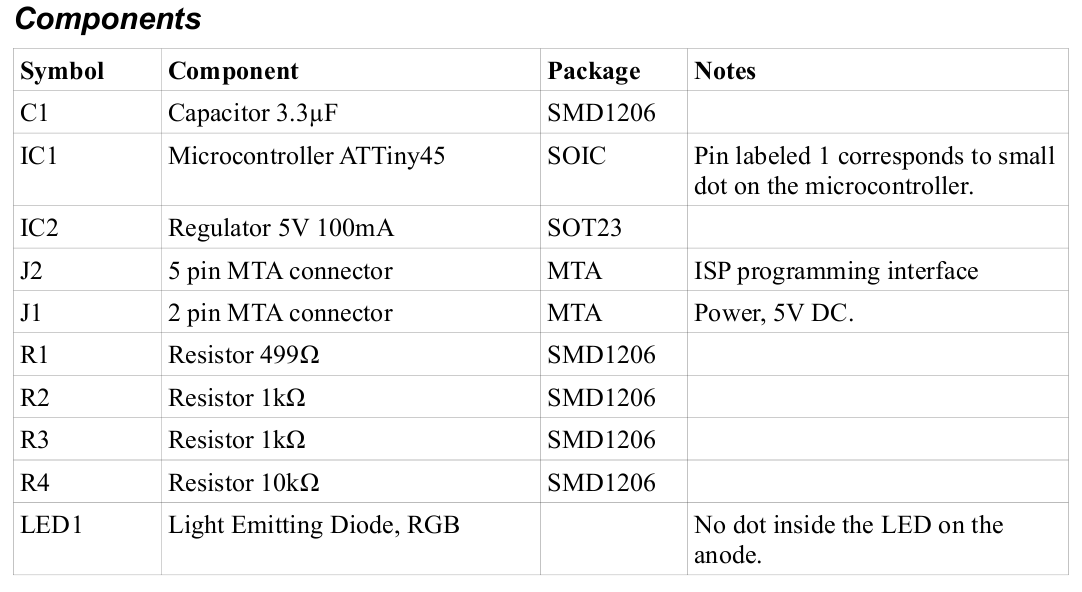 Components
Symbol Component Package Notes
C1 Capacitor 3.3µF SMD1206
IC1 Microcontroller ATTiny45 SOIC Pin labeled 1 corresponds to small
dot on the microcontroller.
IC2 Regulator 5V 100mA SOT23
J2 5 pin MTA connector MTA ISP programming interface
J1 2 pin MTA connector MTA Power, 5V DC.
R1 Resistor 499Ω SMD1206
R2 Resistor 1kΩ SMD1206
R3 Resistor 1kΩ SMD1206
R4 Resistor 10kΩ SMD1206
LED1 Light Emitting Diode, RGB No dot inside the LED on the
anode.